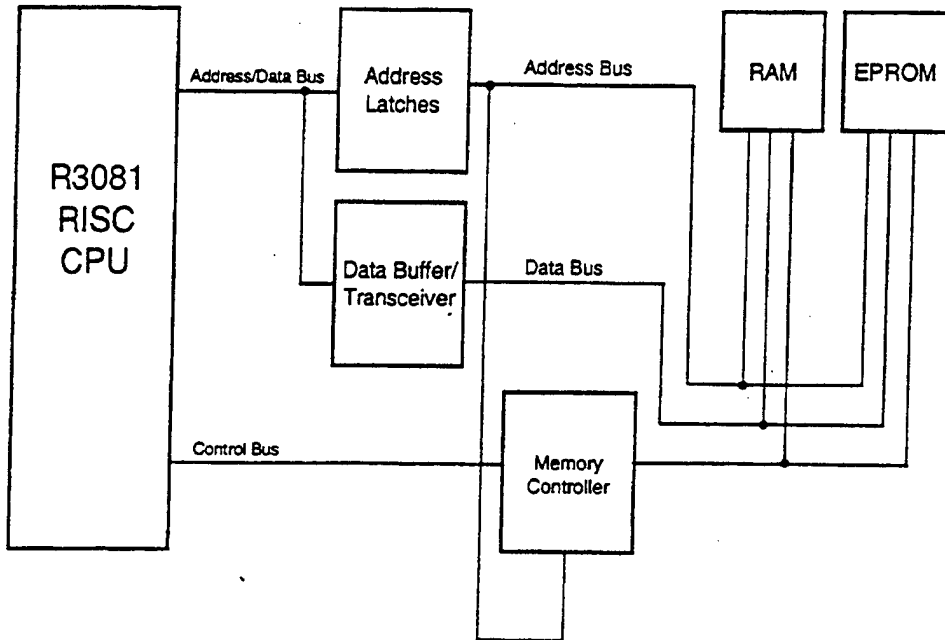 R3081
RISC
CPU
Address/Data Bus
Address
Latches
Address Bus
RAM
EPROM
Data Buffer/
Transceiver
Data Bus
Control Bus
Memory
Controller